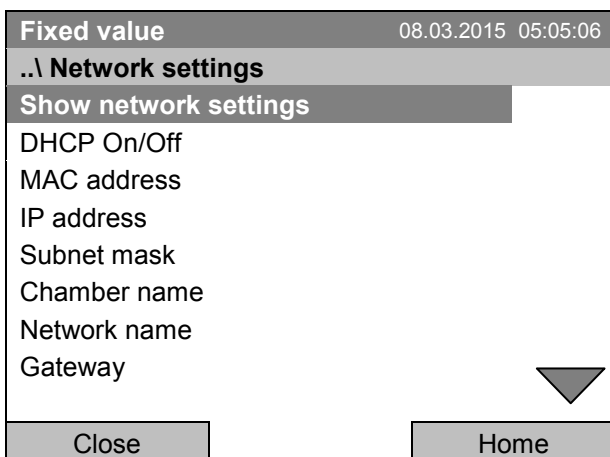 Fixed value 08.03.2015 05:05:06
..\ Network settings
Show network settings
DHCP On/Off
MAC address
IP address
Subnet mask
Chamber name
Network name
Gateway
Close Home